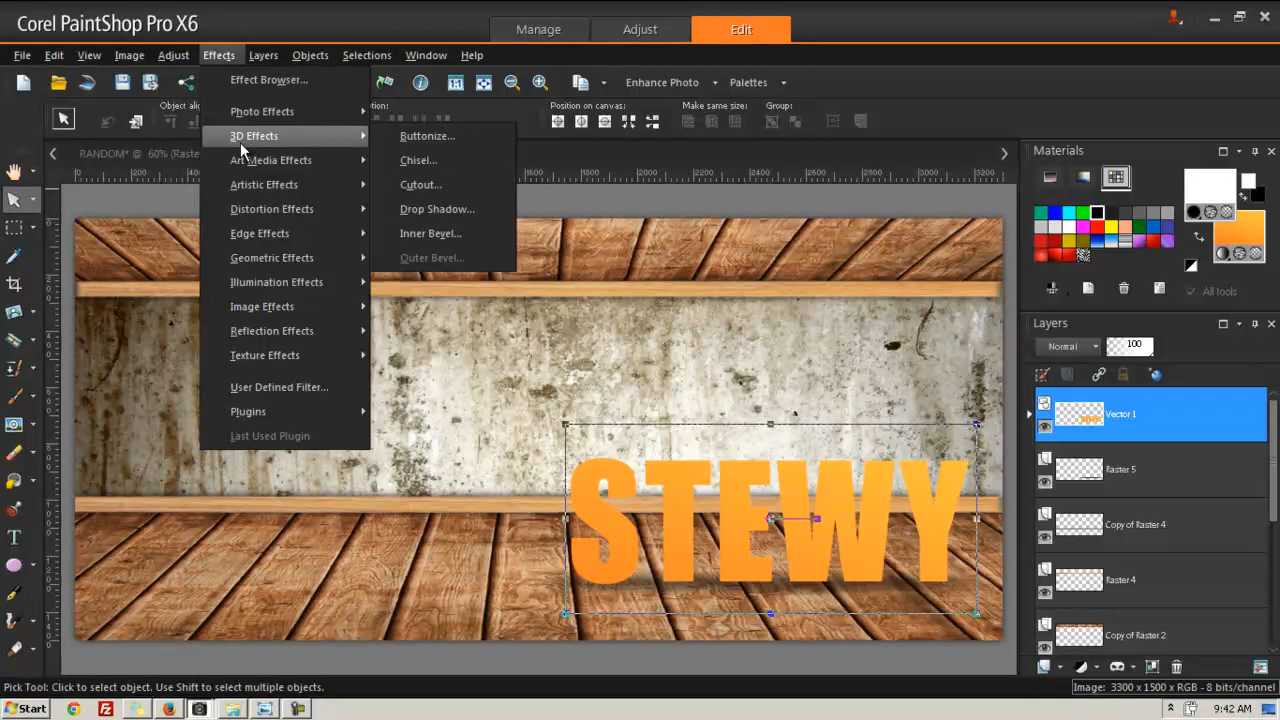 Corel PaintShop Pro X6
Manage
Adjust
Edit
File Edit View Image Adjust Effects Layers Objects Selections Window Help
Enhance Photo
Palettes
Object
Position on canvas:
Make same size:
Group:
Effect Browser...
Photo Effects
3D Effects
Art Media Effects
Artistic Effects
Distortion Effects
Edge Effects
Geometric Effects
Illumination Effects
Image Effects
Reflection Effects
Texture Effects
User Defined Filter...
Plugins
Last Used Plugin
Buttonize...
Chisel...
Cutout...
Drop Shadow...
Inner Bevel...
Outer Bevel...
RANDOM* @ 60% (Raste
STEWY
Materials
All tools
Layers
Normal
100
Vector 1
Raster 5
Copy of Raster 4
Raster 4
Copy of Raster 2
Pick Tool: Click to select object. Use Shift to select multiple objects.
Image: 3300 x 1500 x RGB - 8 bits/channel
Start
9:42 AM